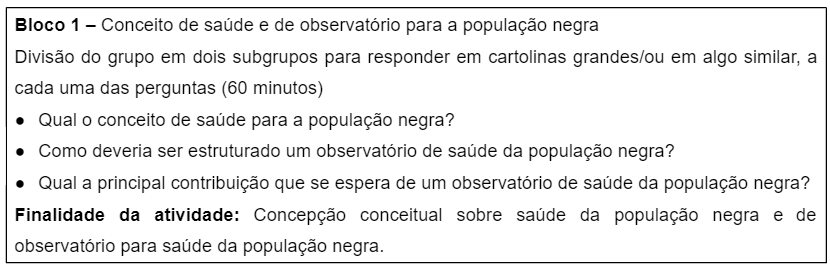 Bloco 1 – Conceito de saúde e de observatório para a população negra
Divisão do grupo em dois subgrupos para responder em cartolinas grandes/ou em algo similar, a
cada uma das perguntas (60 minutos)
● Qual o conceito de saúde para a população negra?
● Como deveria ser estruturado um observatório de saúde da população negra?
● Qual a principal contribuição que se espera de um observatório de saúde da população negra?
Finalidade da atividade: Concepção conceitual sobre saúde da população negra e de
observatório para saúde da população negra.